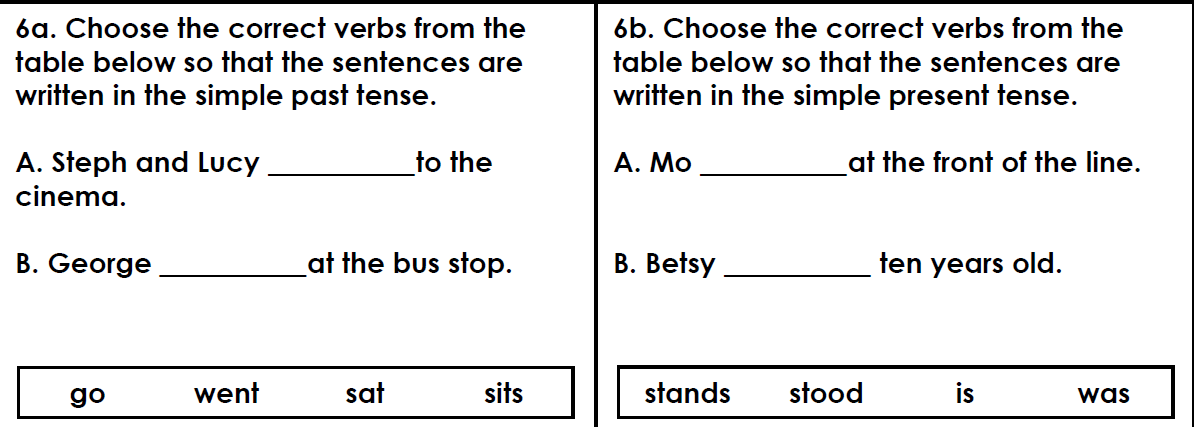 6a. Choose the correct verbs from the
table below so that the sentences are
written in the simple past tense.
A. Steph and Lucy __________to the
cinema.
B. George __________at the bus stop.
go went sat sits
6b. Choose the correct verbs from the
table below so that the sentences are
written in the simple present tense.
A. Mo __________at the front of the line.
B. Betsy __________ ten years old.
stands stood is was